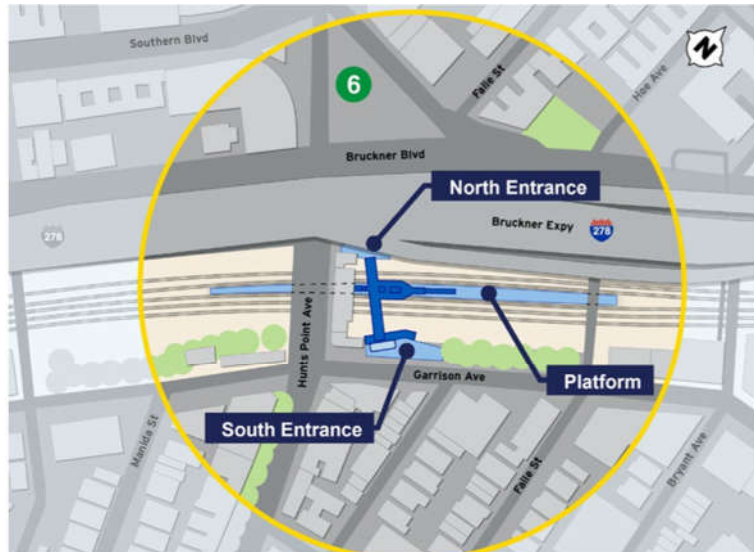 Southern Blvd
6
Faile St
Hoe Ave
N
Bruckner Blvd
North Entrance
Bruckner Expy
278
278
Hunts Point Ave
Garrison Ave
Platform
South Entrance
Manida St
Faile St
Bryant Ave